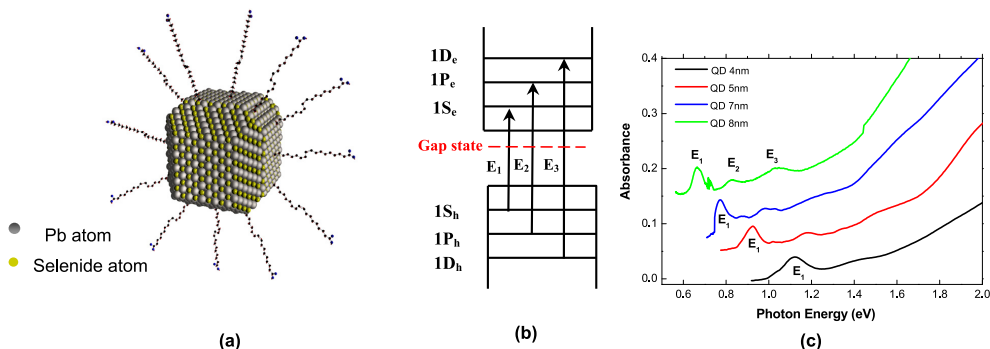 Pb atom
Selenide atom
(a)
1Dₑ
1Pₑ
1Sₑ
Gap state
E₁ E₂ E₃
1Sₕ
1Pₕ
1Dₕ
(b)
Absorbance
0.4
0.3
0.2
0.1
0.0
QD 4nm
QD 5nm
QD 7nm
QD 8nm
E₁
E₂
E₃
E₁
E₁
E₁
0.6 0.8 1.0 1.2 1.4 1.6 1.8 2.0
Photon Energy (eV)
(c)